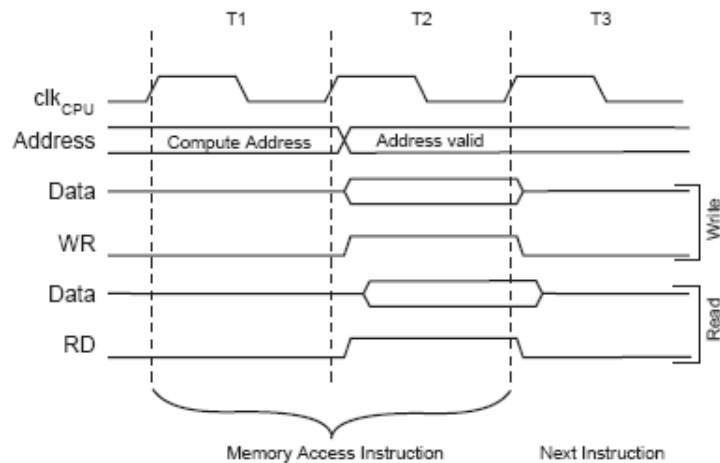 T1 T2 T3
clkCPU
Address Compute Address Address valid
Data
WR
Write
Data
RD
Read
Memory Access Instruction Next Instruction